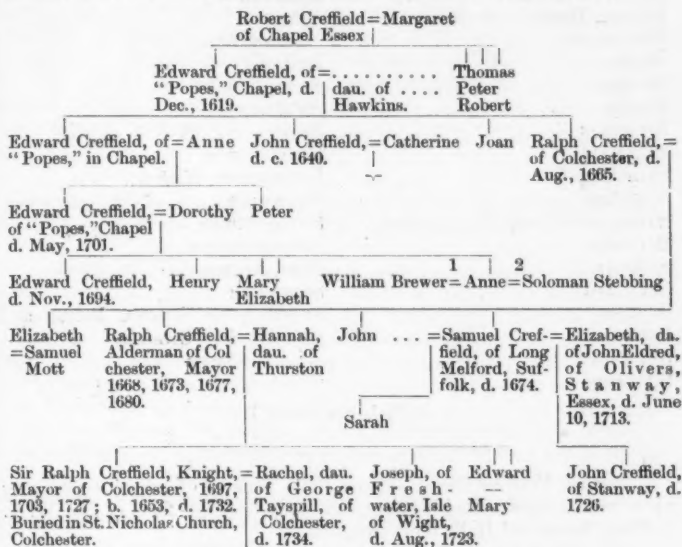 Robert Creffield = Margaret
of Chapel Essex
Edward Creffield, of = . . . . . . . . . . Thomas
"Popes," Chapel, d. dau. of . . . . Peter
Dec., 1619. Hawkins. Robert
Edward Creffield, of = Anne John Creffield, = Catherine Joan Ralph Creffield, =
"Popes," in Chapel. d. c. 1640. of Colchester, d.
Aug., 1665.
Edward Creffield, = Dorothy Peter
of "Popes," Chapel
d. May, 1701.
1 2
Edward Creffield, Henry Mary William Brewer = Anne = Soloman Stebbing
d. Nov., 1694. Elizabeth
Elizabeth Ralph Creffield, = Hannah, John . . . = Samuel Cref- = Elizabeth, da.
= Samuel Alderman of Col dau. of field, of Long of John Eldred,
Mott chester, Mayor Thurston Melford, Suf- of Olivers,
1668, 1673, 1677, folk, d. 1674. Stanway,
1680. Essex, d. June
Sarah 10, 1713.
Sir Ralph Creffield, Knight, = Rachel, dau. Joseph, of Edward John Creffield,
Mayor of Colchester, 1697, of George Fresh- — of Stanway, d.
1703, 1727; b. 1653, d. 1732. Tayspill, of water, Isle Mary 1726.
Buried in St. Nicholas Church, Colchester, of Wight,
Colchester. d. 1734. d. Aug., 1723.